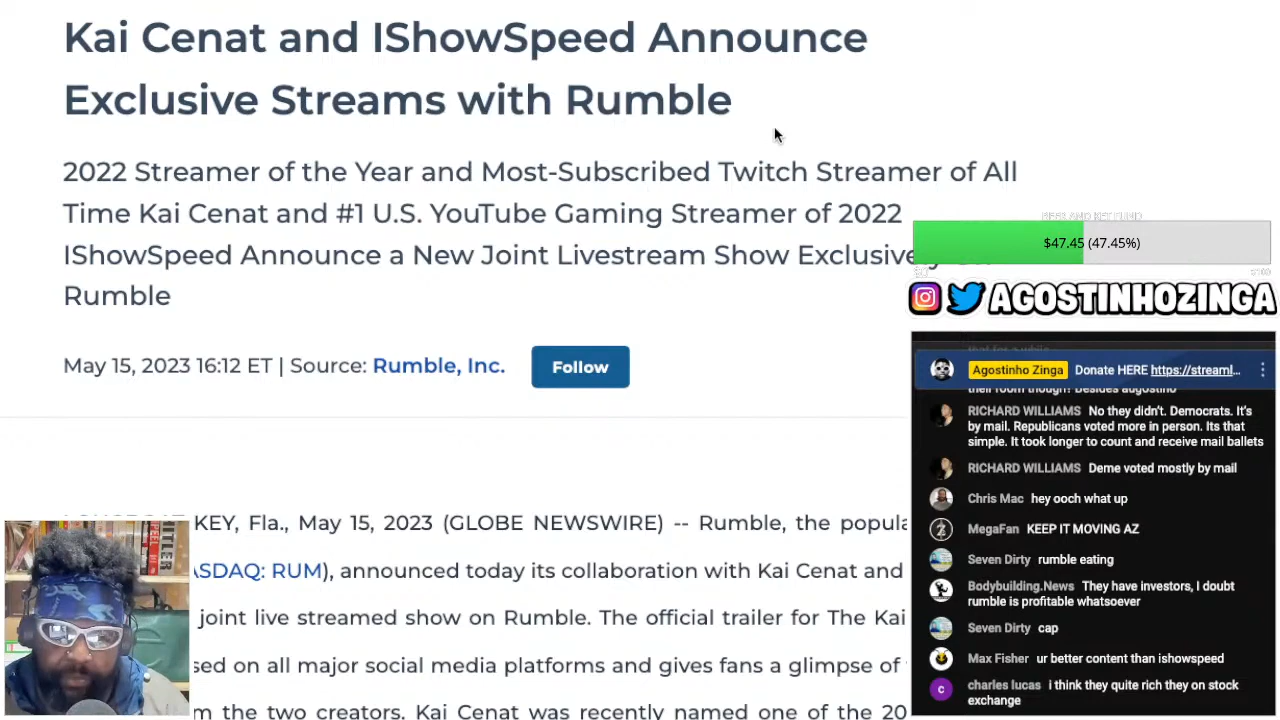 Kai Cenat and IShowSpeed Announce
Exclusive Streams with Rumble
2022 Streamer of the Year and Most-Subscribed Twitch Streamer of All
Time Kai Cenat and #1 U.S. YouTube Gaming Streamer of 2022
IShowSpeed Announce a New Joint Livestream Show Exclusively
Rumble
May 15, 2023 16:12 ET | Source: Rumble, Inc.
Follow
KEY, Fla., May 15, 2023 (GLOBE NEWSWIRE) -- Rumble, the popula
ASDAQ: RUM), announced today its collaboration with Kai Cenat and
joint live streamed show on Rumble. The official trailer for The Kai
sed on all major social media platforms and gives fans a glimpse of
m the two creators. Kai Cenat was recently named one of the 20
$47.45 (47.45%)
AGOSTINHOZINGA
Agostinho Zinga Donate HERE https://streaml...
their room though? Besides augostino
RICHARD WILLIAMS No they didn't. Democrats. It's
by mail. Republicans voted more in person. Its that
simple. It took longer to count and receive mail ballets
RICHARD WILLIAMS Deme voted mostly by mail
Chris Mac hey ooch what up
MegaFan KEEP IT MOVING AZ
Seven Dirty rumble eating
Bodybuilding.News They have investors, I doubt
rumble is profitable whatsoever
Seven Dirty cap
Max Fisher ur better content than ishowspeed
charles lucas i think they quite rich they on stock
exchange